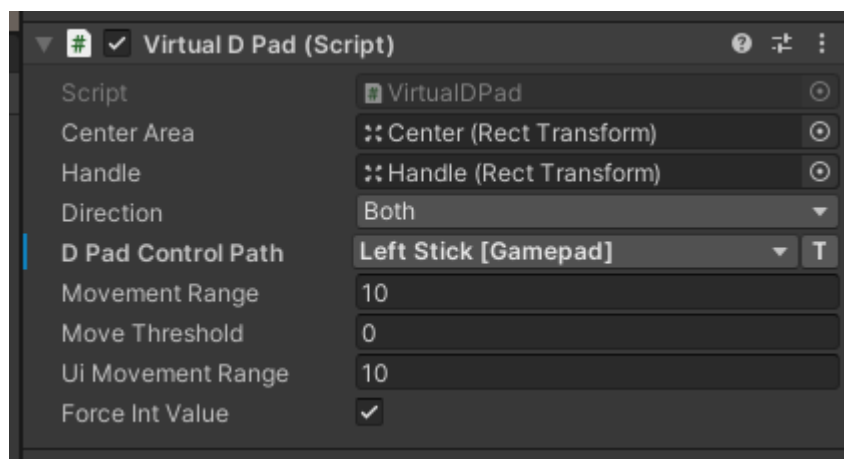 Virtual D Pad (Script)
Script VirtualDPad
Center Area Center (Rect Transform)
Handle Handle (Rect Transform)
Direction Both
D Pad Control Path Left Stick [Gamepad] T
Movement Range 10
Move Threshold 0
Ui Movement Range 10
Force Int Value